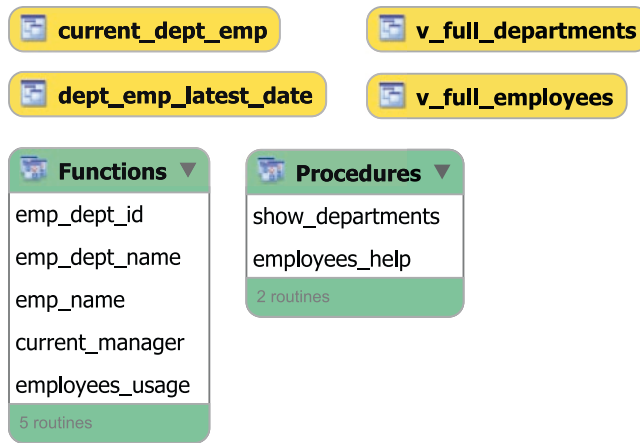 current_dept_emp
v_full_departments
dept_emp_latest_date
v_full_employees
Functions
emp_dept_id
emp_dept_name
emp_name
current_manager
employees_usage
5 routines
Procedures
show_departments
employees_help
2 routines